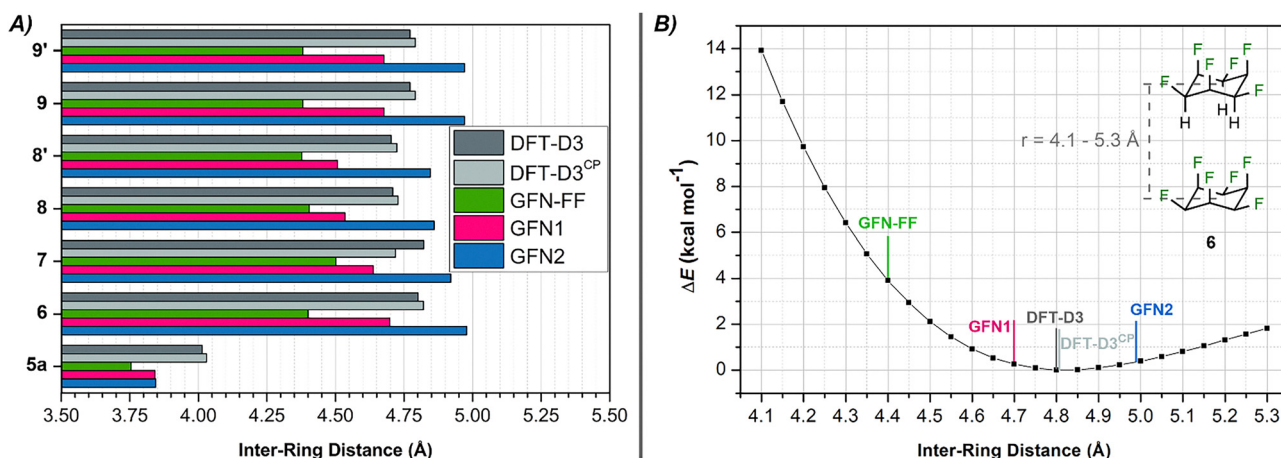 A)
9'
9
8'
8
7
6
5a
DFT-D3
DFT-D3^CP
GFN-FF
GFN1
GFN2
3.50 3.75 4.00 4.25 4.50 4.75 5.00 5.25 5.50
Inter-Ring Distance (Å)
B)
ΔE (kcal mol⁻¹)
14
12
10
8
6
4
2
0
GFN-FF
GFN1
DFT-D3
DFT-D3^CP
GFN2
F F F F
F F
H H H
r = 4.1 - 5.3 Å
F F F F
F F
6
4.1 4.2 4.3 4.4 4.5 4.6 4.7 4.8 4.9 5.0 5.1 5.2 5.3
Inter-Ring Distance (Å)